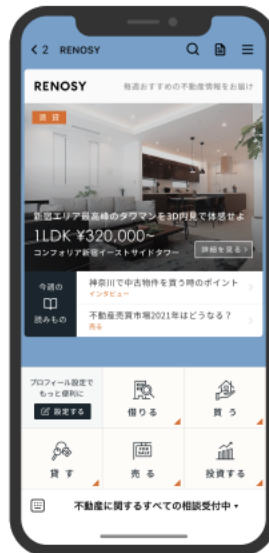 2 RENOSY
RENOSY 毎週おすすめの不動産情報をお届け
賃貸
新宿エリア最高峰のタワマンを3D内見で体感せよ
1LDK ¥320,000~
コンフォリア新宿イーストサイドタワー 詳細を見る
今週の
読みもの
神奈川で中古物件を買う時のポイント
インタビュー
不動産売買市場2021年はどうなる?
売る
プロフィール設定で
もっと便利に
設定する
借りる
買う
FOR SALE
貸す
売る
投資する
不動産に関するすべての相談受付中